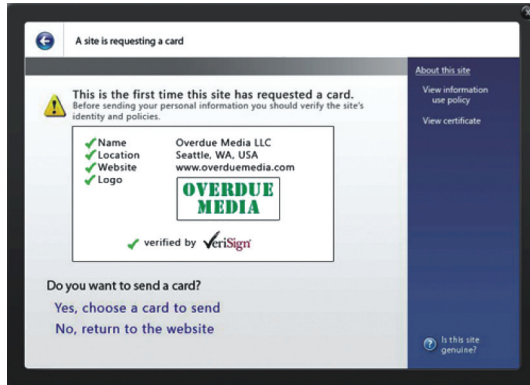 A site is requesting a card
This is the first time this site has requested a card.
Before sending your personal information you should verify the site's
identity and policies.
Name Overdue Media LLC
Location Seattle, WA, USA
Website www.overduemedia.com
Logo
OVERDUE
MEDIA
verified by VeriSign
Do you want to send a card?
Yes, choose a card to send
No, return to the website
About this site
View information
use policy
View certificate
Is this site
genuine?